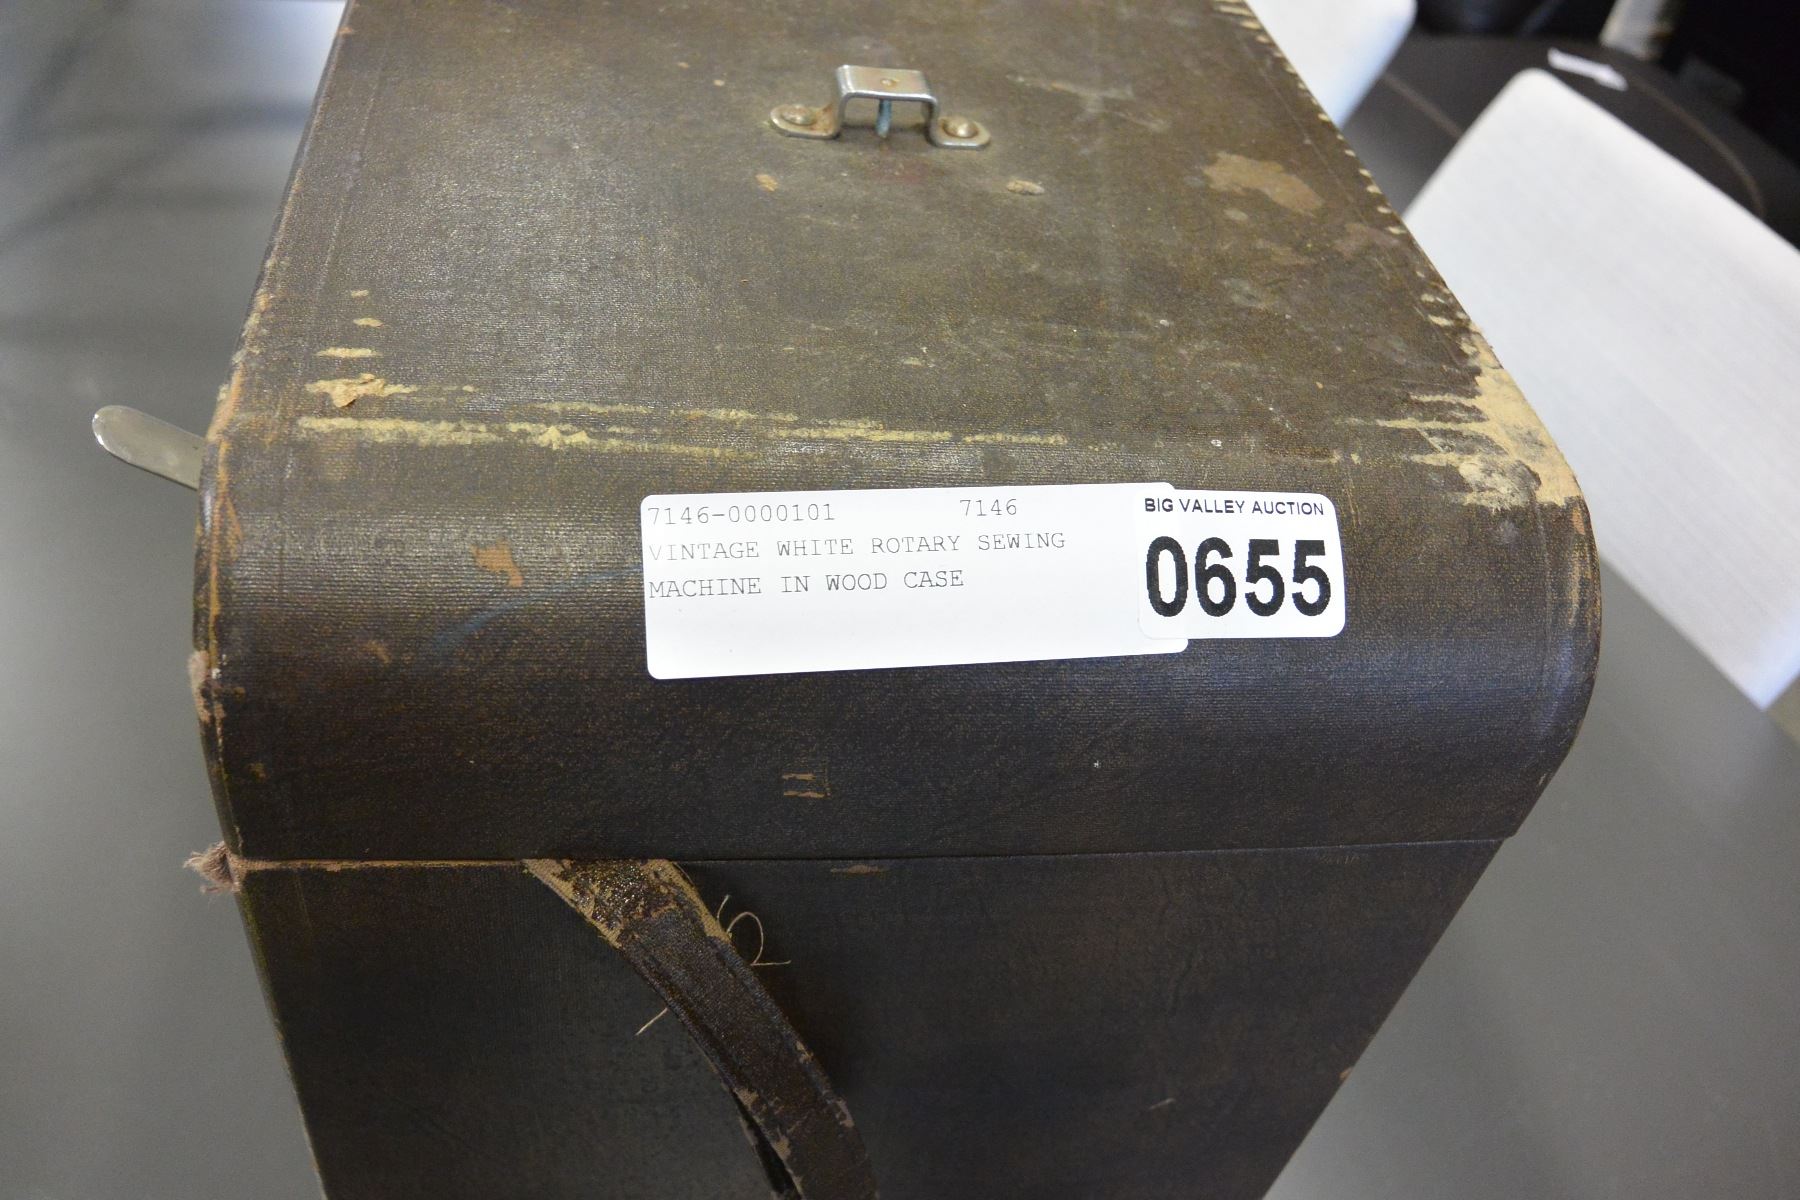 7146-0000101 7146
VINTAGE WHITE ROTARY SEWING
MACHINE IN WOOD CASE
BIG VALLEY AUCTION
0655